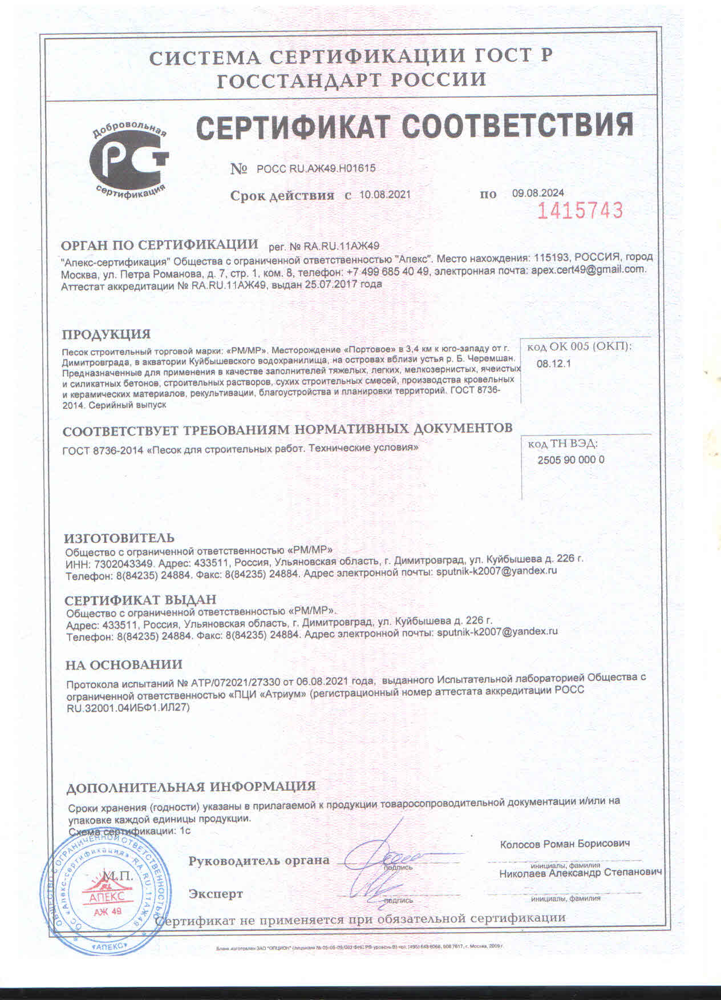 СИСТЕМА СЕРТИФИКАЦИИ ГОСТ Р
ГОССТАНДАРТ РОССИИ
Добровольная
РСТ
сертификация
СЕРТИФИКАТ СООТВЕТСТВИЯ
№ РОСС RU.АЖ49.Н01615
Срок действия с 10.08.2021 по 09.08.2024
1415743
ОРГАН ПО СЕРТИФИКАЦИИ рег. № RA.RU.11АЖ49
"Апекс-сертификация" Общества с ограниченной ответственностью "Апекс". Место нахождения: 115193, РОССИЯ, город
Москва, ул. Петра Романова, д. 7, стр. 1, ком. 8, телефон: +7 499 685 40 49, электронная почта: apex.cert49@gmail.com.
Аттестат аккредитации № RA.RU.11АЖ49, выдан 25.07.2017 года
ПРОДУКЦИЯ
Песок строительный торговой марки: «РМ/МР». Месторождение «Портовое» в 3,4 км к юго-западу от г.
Димитровграда, в акватории Куйбышевского водохранилища, на островах вблизи устья р. Б. Черемшан.
Предназначенные для применения в качестве заполнителей тяжелых, легких, мелкозернистых, ячеистых
и силикатных бетонов, строительных растворов, сухих строительных смесей, производства кровельных
и керамических материалов, рекультивации, благоустройства и планировки территорий. ГОСТ 8736-
2014. Серийный выпуск
код ОК 005 (ОКП):
08.12.1
СООТВЕТСТВУЕТ ТРЕБОВАНИЯМ НОРМАТИВНЫХ ДОКУМЕНТОВ
ГОСТ 8736-2014 «Песок для строительных работ. Технические условия»
код ТН ВЭД:
2505 90 000 0
ИЗГОТОВИТЕЛЬ
Общество с ограниченной ответственностью «РМ/МР»
ИНН: 7302043349. Адрес: 433511, Россия, Ульяновская область, г. Димитровград, ул. Куйбышева д. 226 г.
Телефон: 8(84235) 24884. Факс: 8(84235) 24884. Адрес электронной почты: sputnik-k2007@yandex.ru
СЕРТИФИКАТ ВЫДАН
Общество с ограниченной ответственностью «РМ/МР».
Адрес: 433511, Россия, Ульяновская область, г. Димитровград, ул. Куйбышева д. 226 г.
Телефон: 8(84235) 24884. Факс: 8(84235) 24884. Адрес электронной почты: sputnik-k2007@yandex.ru
НА ОСНОВАНИИ
Протокола испытаний № АТР/072021/27330 от 06.08.2021 года, выданного Испытательной лабораторией Общества с
ограниченной ответственностью «ПЦИ «Атриум» (регистрационный номер аттестата аккредитации РОСС
RU.32001.04ИБФ1.ИЛ27)
ДОПОЛНИТЕЛЬНАЯ ИНФОРМАЦИЯ
Сроки хранения (годности) указаны в прилагаемой к продукции товаросопроводительной документации и/или на
упаковке каждой единицы продукции.
Схема сертификации: 1с
ОБЩЕСТВО С ОГРАНИЧЕННОЙ ОТВЕТСТВЕННОСТЬЮ
ОС «Апекс-сертификация» RA.RU.11АЖ49
М.П.
АПЕКС
АЖ 49
«АПЕКС»
Руководитель органа
подпись
Колосов Роман Борисович
инициалы, фамилия
Эксперт
подпись
Николаев Александр Степанович
инициалы, фамилия
Сертификат не применяется при обязательной сертификации
Бланк изготовлен ЗАО "ОПЦИОН" (лицензия № 05-05-09/003 ФНС РФ уровень В) тел. (495) 648 6068, 608 7617, г. Москва, 2009 г.